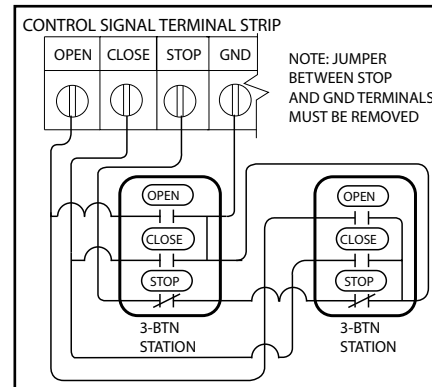 CONTROL SIGNAL TERMINAL STRIP
OPEN CLOSE STOP GND
NOTE: JUMPER
BETWEEN STOP
AND GND TERMINALS
MUST BE REMOVED
OPEN
CLOSE
STOP
3-BTN
STATION
OPEN
CLOSE
STOP
3-BTN
STATION